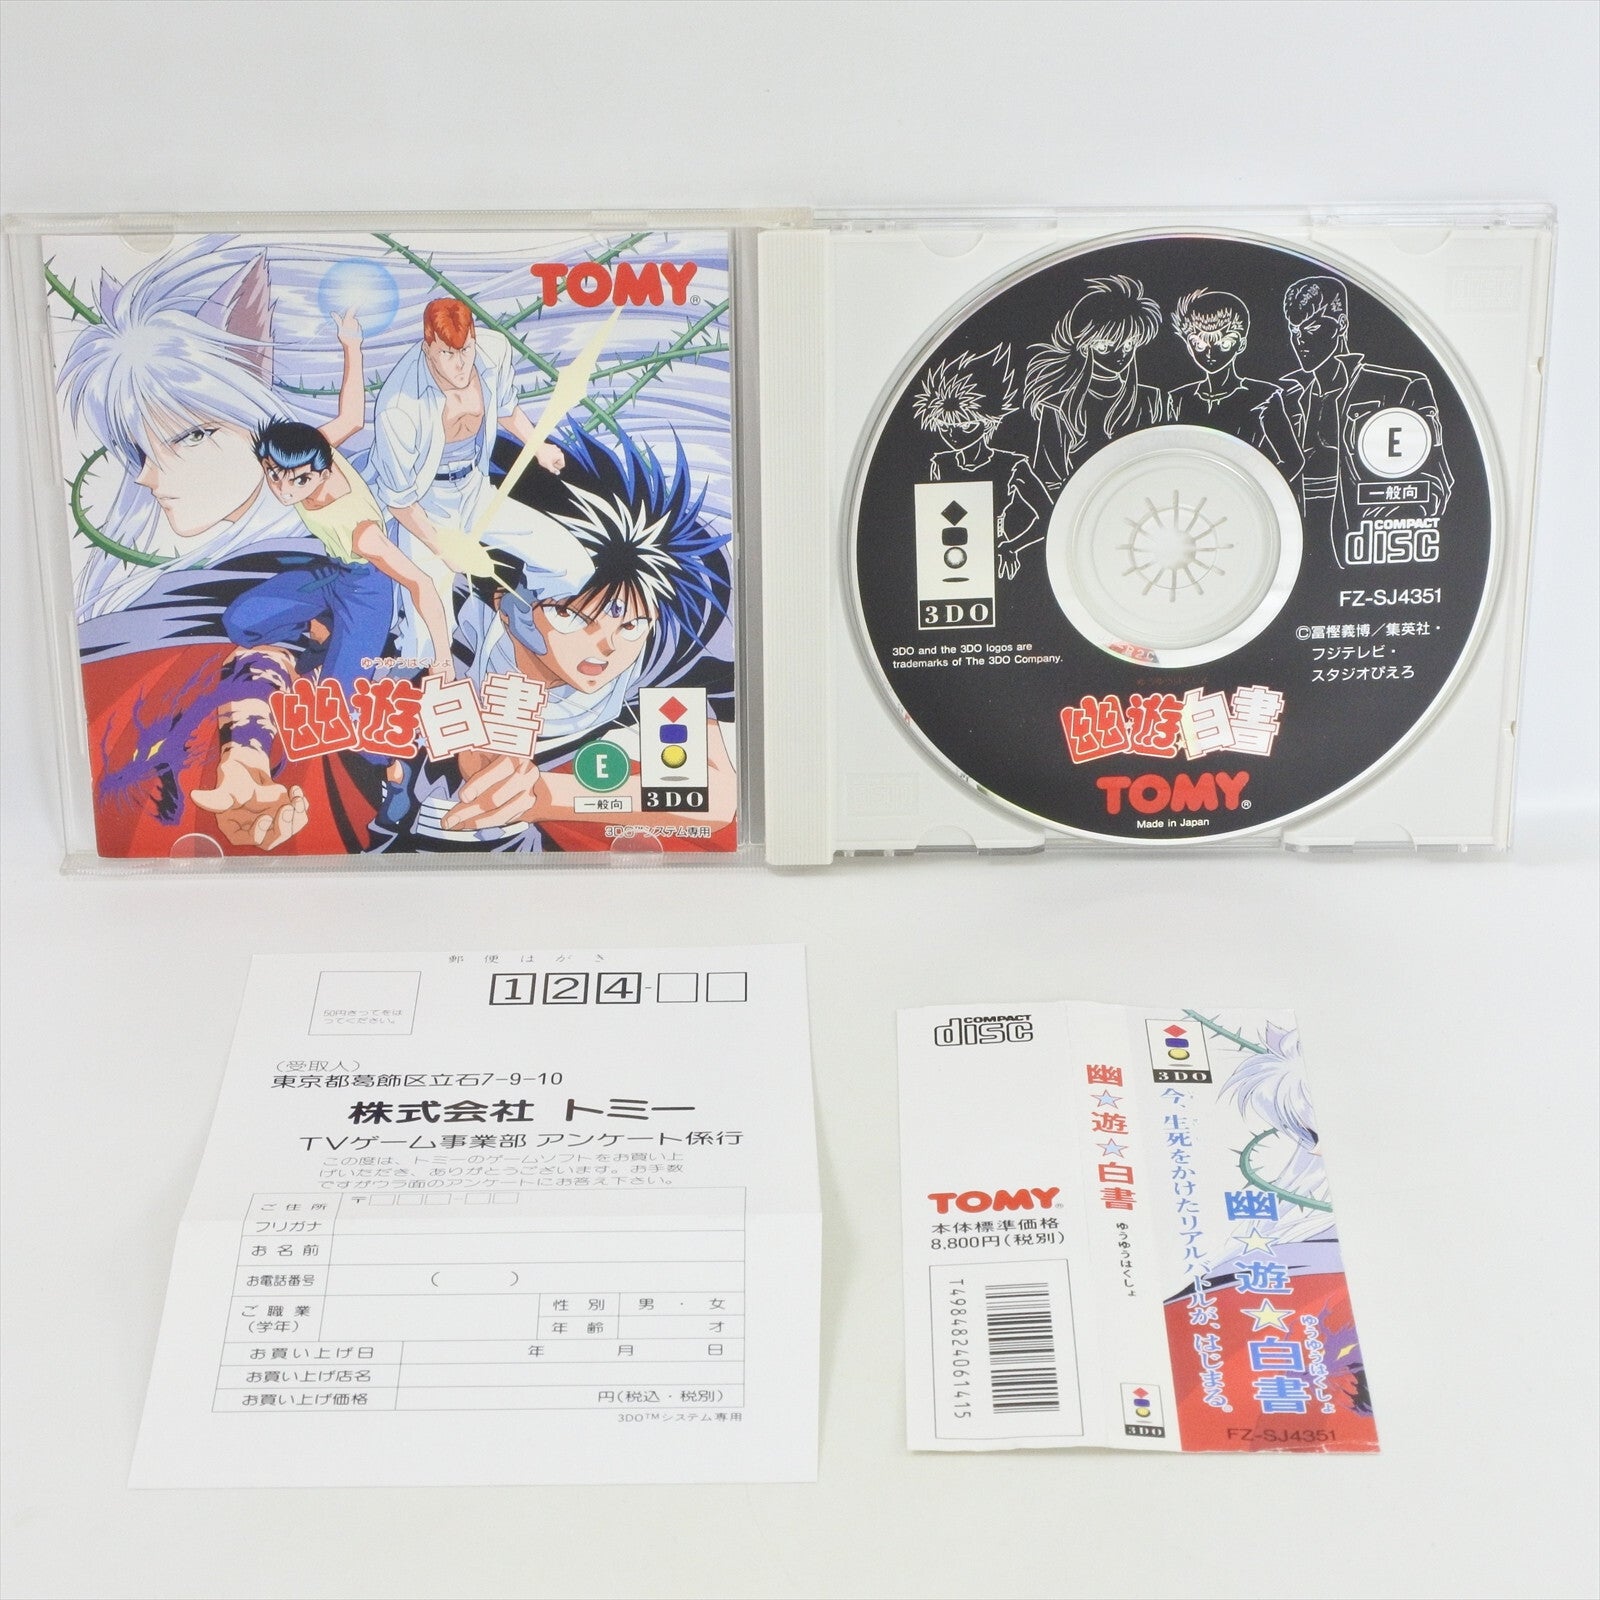 TOMY®
ゆうゆうはくしょ
幽☆遊☆白書
E
一般向
3DO
3DO™システム専用
E
一般向
COMPACT
disc
3DO
FZ-SJ4351
3DO and the 3DO logos are
trademarks of The 3DO Company.
©冨樫義博／集英社・
フジテレビ・
スタジオぴえろ
ゆうゆうはくしょ
幽☆遊☆白書
TOMY®
Made in Japan
郵便はがき
124-
50円きってをは
ってください。
（受取人）
東京都葛飾区立石7-9-10
株式会社 トミー
TVゲーム事業部 アンケート係行
この度は、トミーのゲームソフトをお買い上
げいただき、ありがとうございます。お手数
ですがウラ面のアンケートにお答え下さい。
ご住所 〒 -
フリガナ
お名前
お電話番号 ( )
ご職業
(学年)
性別 男・女
年齢 才
お買い上げ日 年 月 日
お買い上げ店名
お買い上げ価格 円(税込・税別)
3DO™システム専用
COMPACT
disc
TOMY®
本体標準価格
8,800円(税別)
T4984824061415
幽☆遊☆白書
ゆうゆうはくしょ
3DO
3DO
今、生死をかけたリアルバトルが、はじまる。
幽☆遊☆白書
ゆうゆうはくしょ
FZ-SJ4351